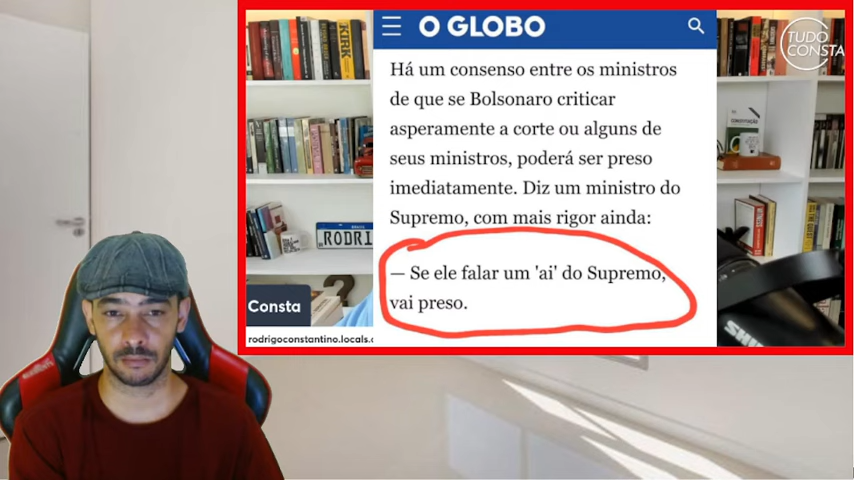 KIRK
O GLOBO
TUDO
CONSTA
Há um consenso entre os ministros
de que se Bolsonaro criticar
asperamente a corte ou alguns de
seus ministros, poderá ser preso
imediatamente. Diz um ministro do
Supremo, com mais rigor ainda:
— Se ele falar um 'ai' do Supremo,
vai preso.
RODRI
Consta
rodrigoconstantino.locals.c